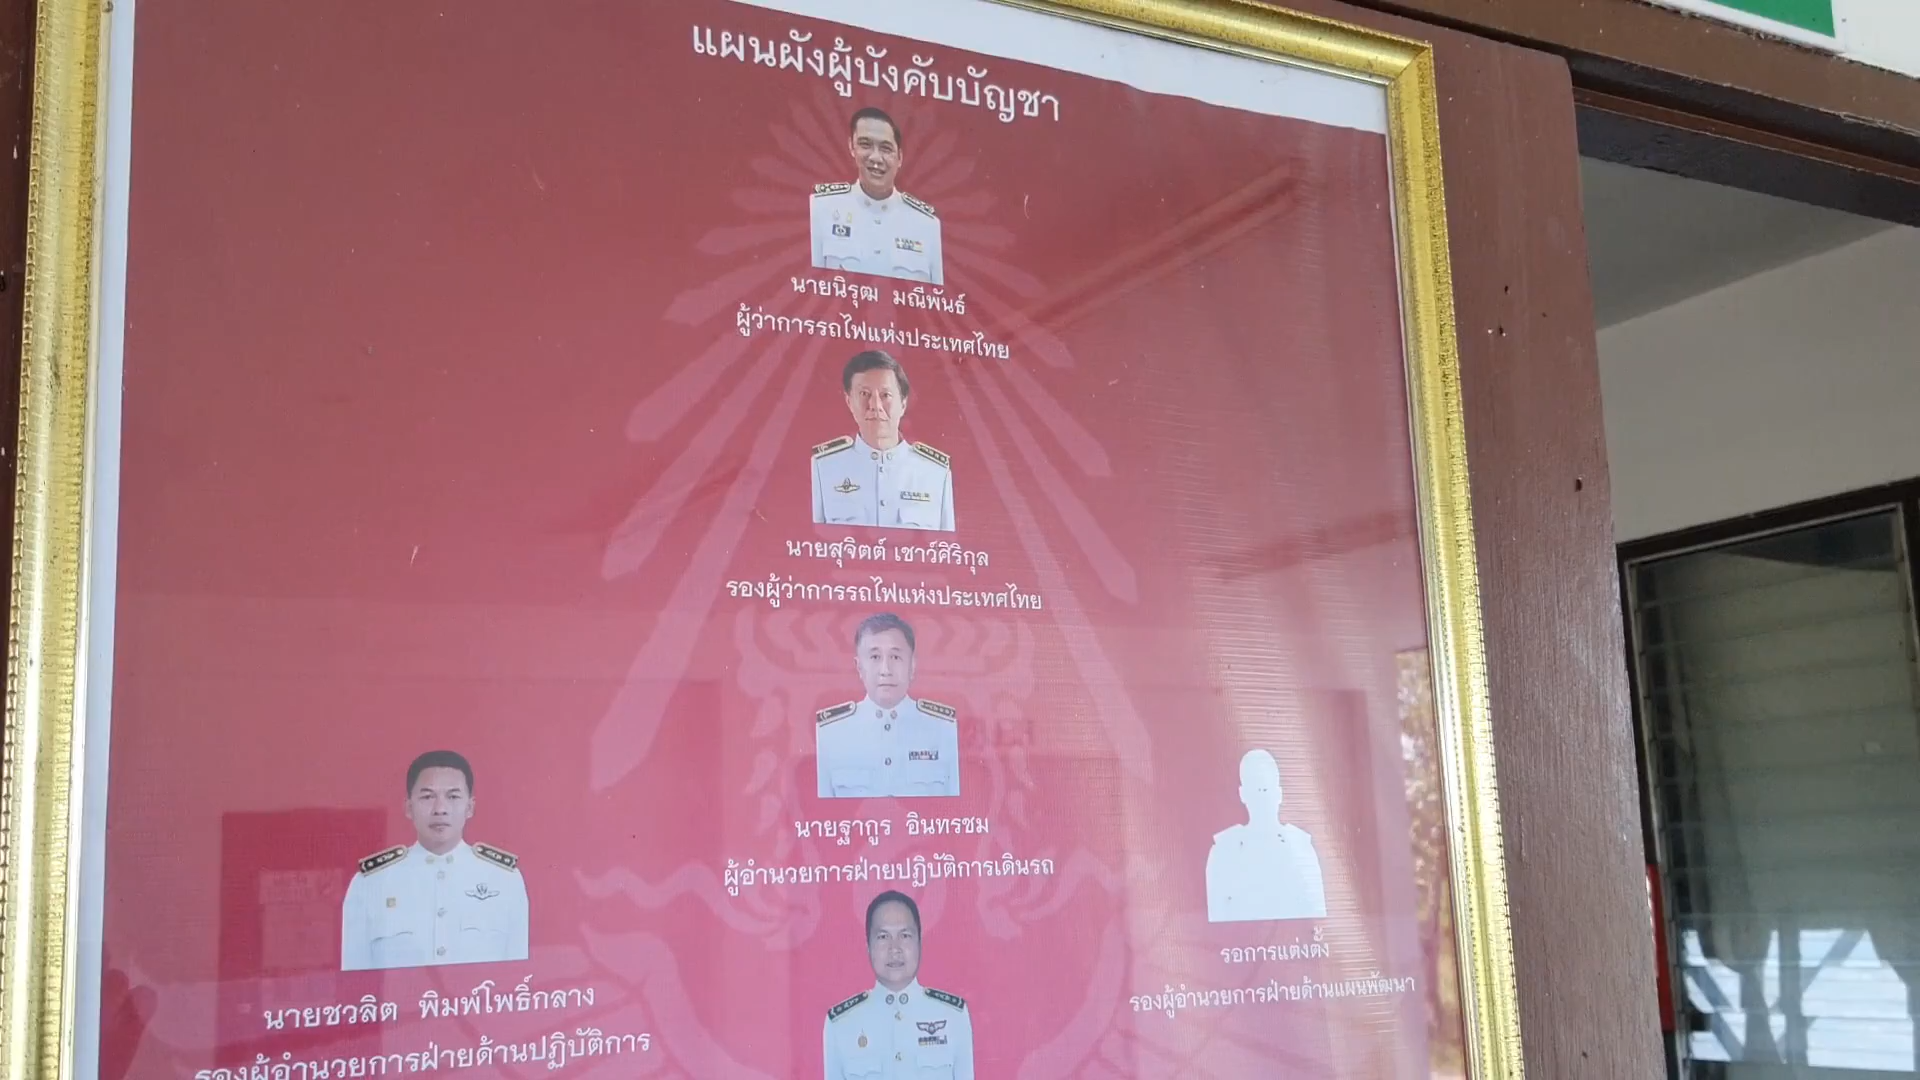 แผนผังผู้บังคับบัญชา
นายนิรุฒ มณีพันธ์
ผู้ว่าการรถไฟแห่งประเทศไทย
นายสุจิตต์ เชาว์ศิริกุล
รองผู้ว่าการรถไฟแห่งประเทศไทย
นายฐากูร อินทรชม
ผู้อำนวยการฝ่ายปฏิบัติการเดินรถ
นายชวลิต พิมพ์โพธิ์กลาง
รองผู้อำนวยการฝ่ายด้านปฏิบัติการ
รอการแต่งตั้ง
รองผู้อำนวยการฝ่ายด้านแผนพัฒนา